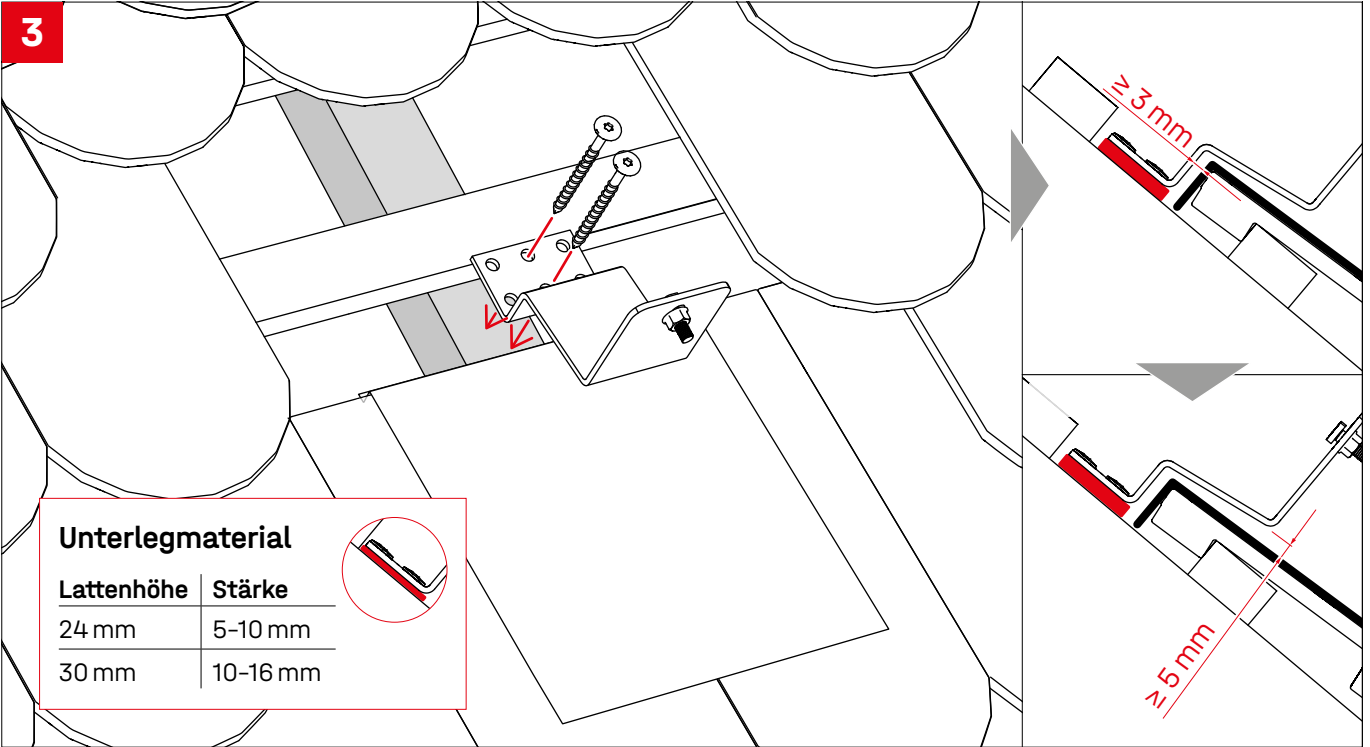 3
≥ 3 mm
≥ 5 mm
Unterlegmaterial
Lattenhöhe Stärke
24 mm 5–10 mm
30 mm 10–16 mm